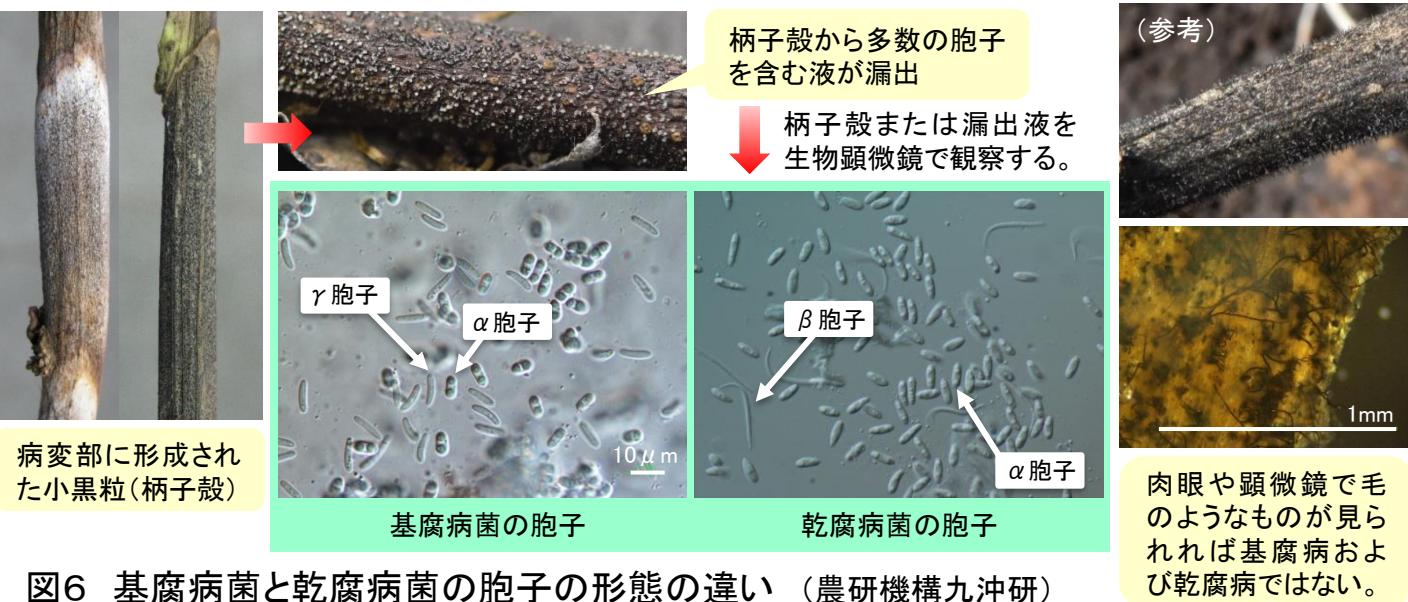 病変部に形成され
た小黒粒(柄子殻)
柄子殻から多数の胞子
を含む液が漏出
柄子殻または漏出液を
生物顕微鏡で観察する。
γ胞子
α胞子
10μm
基腐病菌の胞子
β胞子
α胞子
乾腐病菌の胞子
(参考)
1mm
肉眼や顕微鏡で毛
のようなものが見ら
れれば基腐病およ
び乾腐病ではない。
図6 基腐病菌と乾腐病菌の胞子の形態の違い (農研機構九沖研)